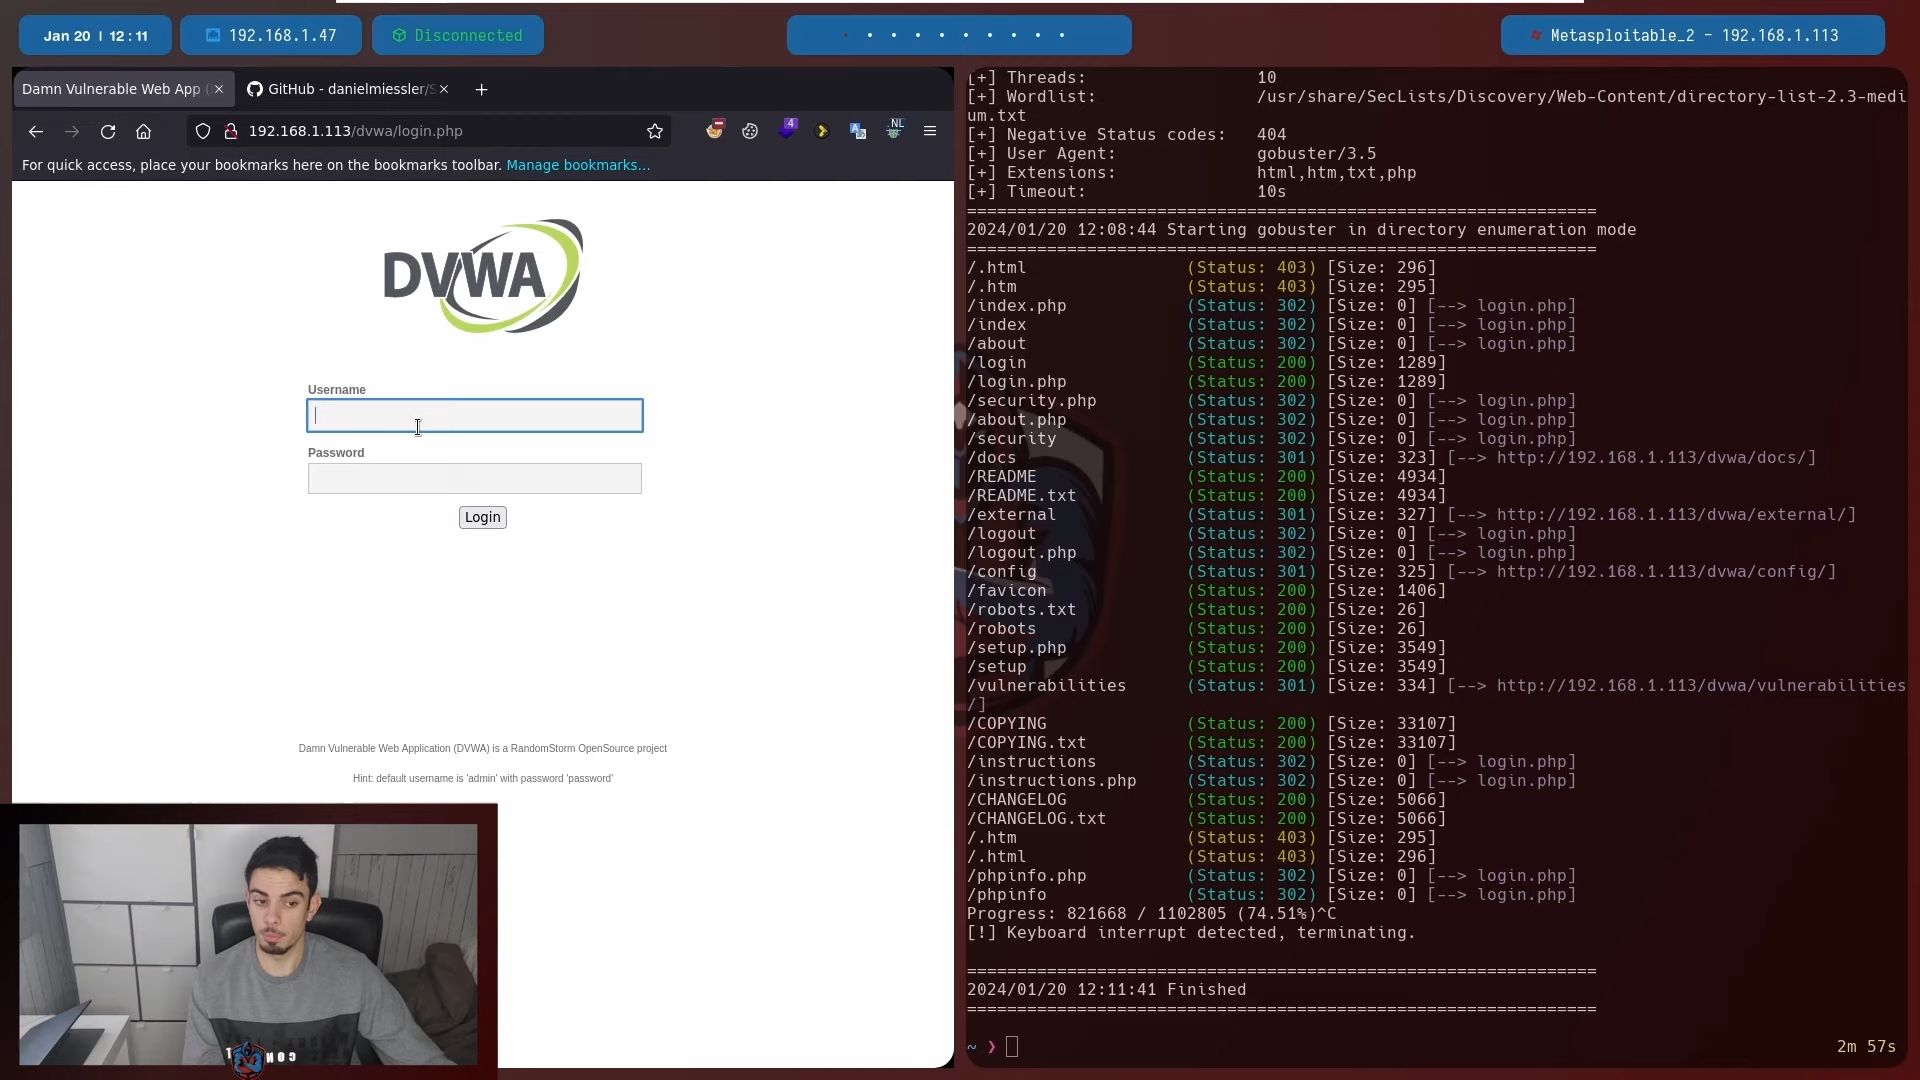 Jan 20 | 12:11
192.168.1.47
Disconnected
Metasploitable_2 - 192.168.1.113
Damn Vulnerable Web App (
GitHub - danielmiessler/S
192.168.1.113/dvwa/login.php
4
NL
For quick access, place your bookmarks here on the bookmarks toolbar. Manage bookmarks...
DVWA
Username
Password
Login
Damn Vulnerable Web Application (DVWA) is a RandomStorm OpenSource project
Hint: default username is 'admin' with password 'password'
[+] Threads: 10
[+] Wordlist: /usr/share/SecLists/Discovery/Web-Content/directory-list-2.3-medi
um.txt
[+] Negative Status codes: 404
[+] User Agent: gobuster/3.5
[+] Extensions: html,htm,txt,php
[+] Timeout: 10s
===============================================================
2024/01/20 12:08:44 Starting gobuster in directory enumeration mode
===============================================================
/.html (Status: 403) [Size: 296]
/.htm (Status: 403) [Size: 295]
/index.php (Status: 302) [Size: 0] [--> login.php]
/index (Status: 302) [Size: 0] [--> login.php]
/about (Status: 302) [Size: 0] [--> login.php]
/login (Status: 200) [Size: 1289]
/login.php (Status: 200) [Size: 1289]
/security.php (Status: 302) [Size: 0] [--> login.php]
/about.php (Status: 302) [Size: 0] [--> login.php]
/security (Status: 302) [Size: 0] [--> login.php]
/docs (Status: 301) [Size: 323] [--> http://192.168.1.113/dvwa/docs/]
/README (Status: 200) [Size: 4934]
/README.txt (Status: 200) [Size: 4934]
/external (Status: 301) [Size: 327] [--> http://192.168.1.113/dvwa/external/]
/logout (Status: 302) [Size: 0] [--> login.php]
/logout.php (Status: 302) [Size: 0] [--> login.php]
/config (Status: 301) [Size: 325] [--> http://192.168.1.113/dvwa/config/]
/favicon (Status: 200) [Size: 1406]
/robots.txt (Status: 200) [Size: 26]
/robots (Status: 200) [Size: 26]
/setup.php (Status: 200) [Size: 3549]
/setup (Status: 200) [Size: 3549]
/vulnerabilities (Status: 301) [Size: 334] [--> http://192.168.1.113/dvwa/vulnerabilities
/]
/COPYING (Status: 200) [Size: 33107]
/COPYING.txt (Status: 200) [Size: 33107]
/instructions (Status: 302) [Size: 0] [--> login.php]
/instructions.php (Status: 302) [Size: 0] [--> login.php]
/CHANGELOG (Status: 200) [Size: 5066]
/CHANGELOG.txt (Status: 200) [Size: 5066]
/.htm (Status: 403) [Size: 295]
/.html (Status: 403) [Size: 296]
/phpinfo.php (Status: 302) [Size: 0] [--> login.php]
/phpinfo (Status: 302) [Size: 0] [--> login.php]
Progress: 821668 / 1102805 (74.51%)^C
[!] Keyboard interrupt detected, terminating.
===============================================================
2024/01/20 12:11:41 Finished
===============================================================
~ ❯
2m 57s